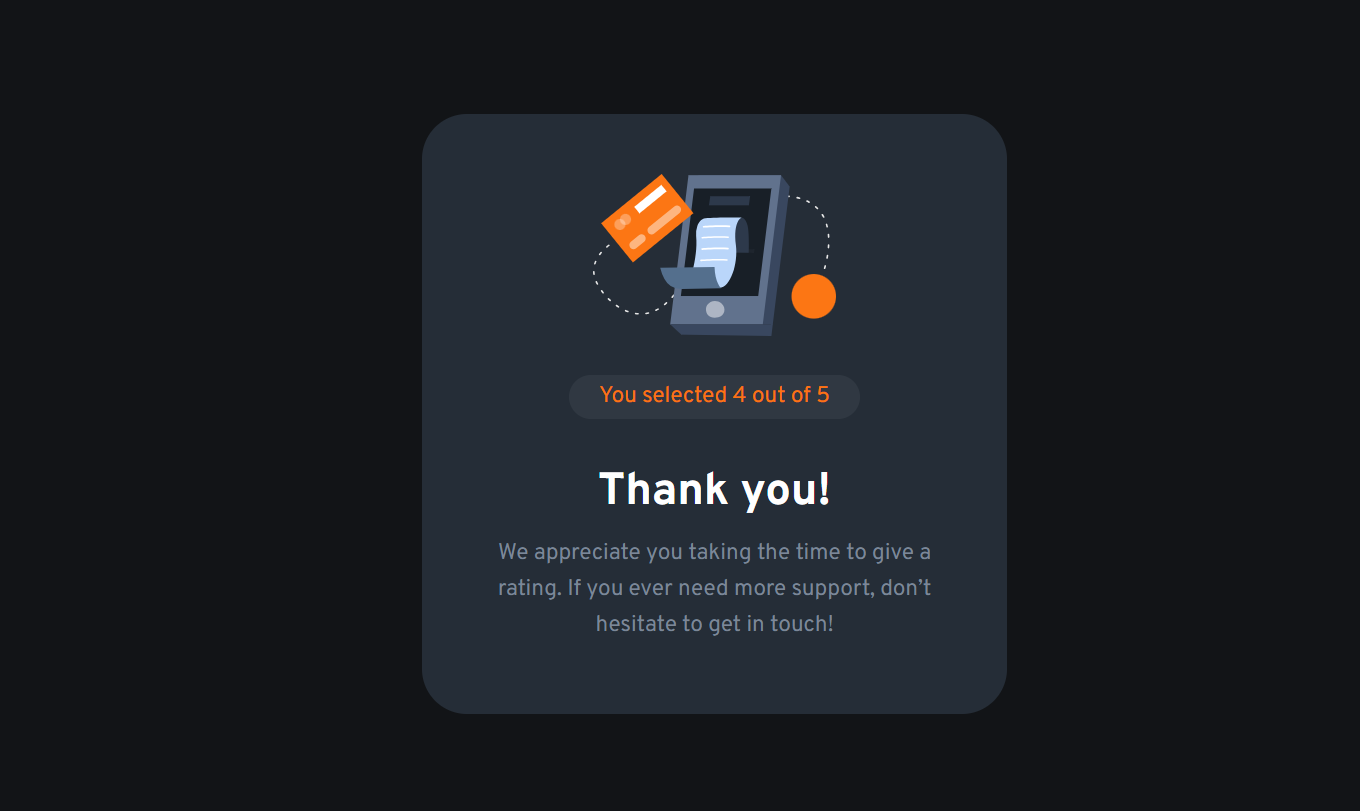 You selected 4 out of 5
Thank you!
We appreciate you taking the time to give a
rating. If you ever need more support, don’t
hesitate to get in touch!